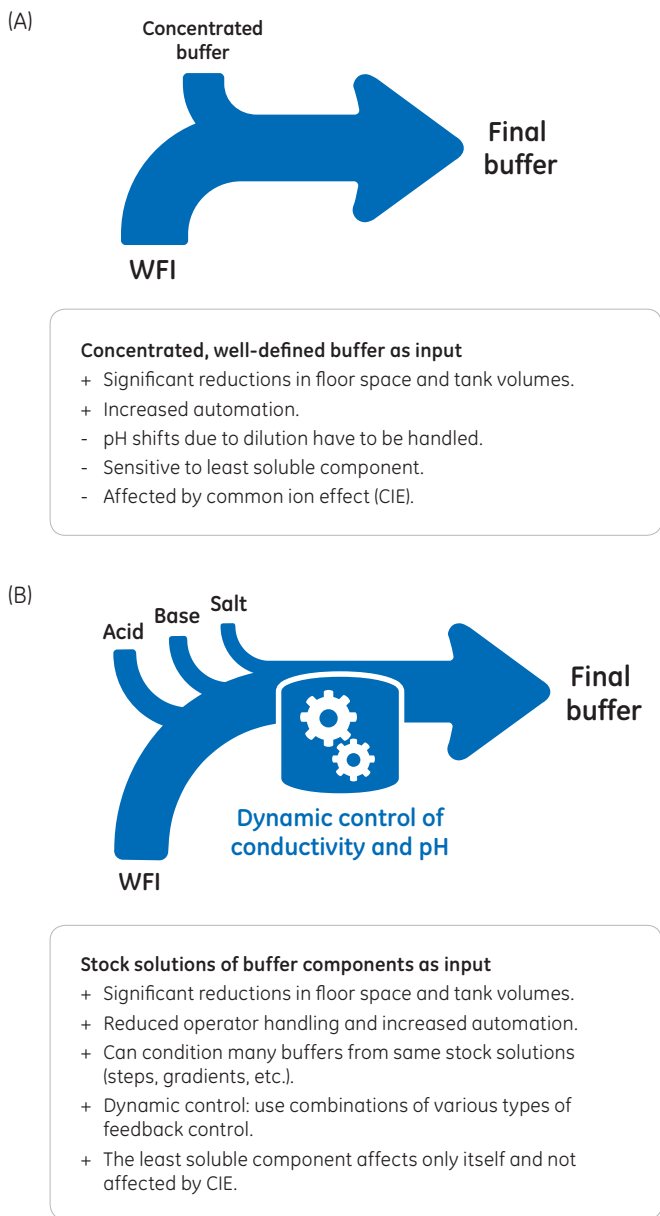 (A)
Concentrated
buffer
Final
buffer
WFI
Concentrated, well-defined buffer as input
+ Significant reductions in floor space and tank volumes.
+ Increased automation.
- pH shifts due to dilution have to be handled.
- Sensitive to least soluble component.
- Affected by common ion effect (CIE).
(B)
Acid
Base
Salt
Final
buffer
Dynamic control of
conductivity and pH
WFI
Stock solutions of buffer components as input
+ Significant reductions in floor space and tank volumes.
+ Reduced operator handling and increased automation.
+ Can condition many buffers from same stock solutions
(steps, gradients, etc.).
+ Dynamic control: use combinations of various types of
feedback control.
+ The least soluble component affects only itself and not
affected by CIE.